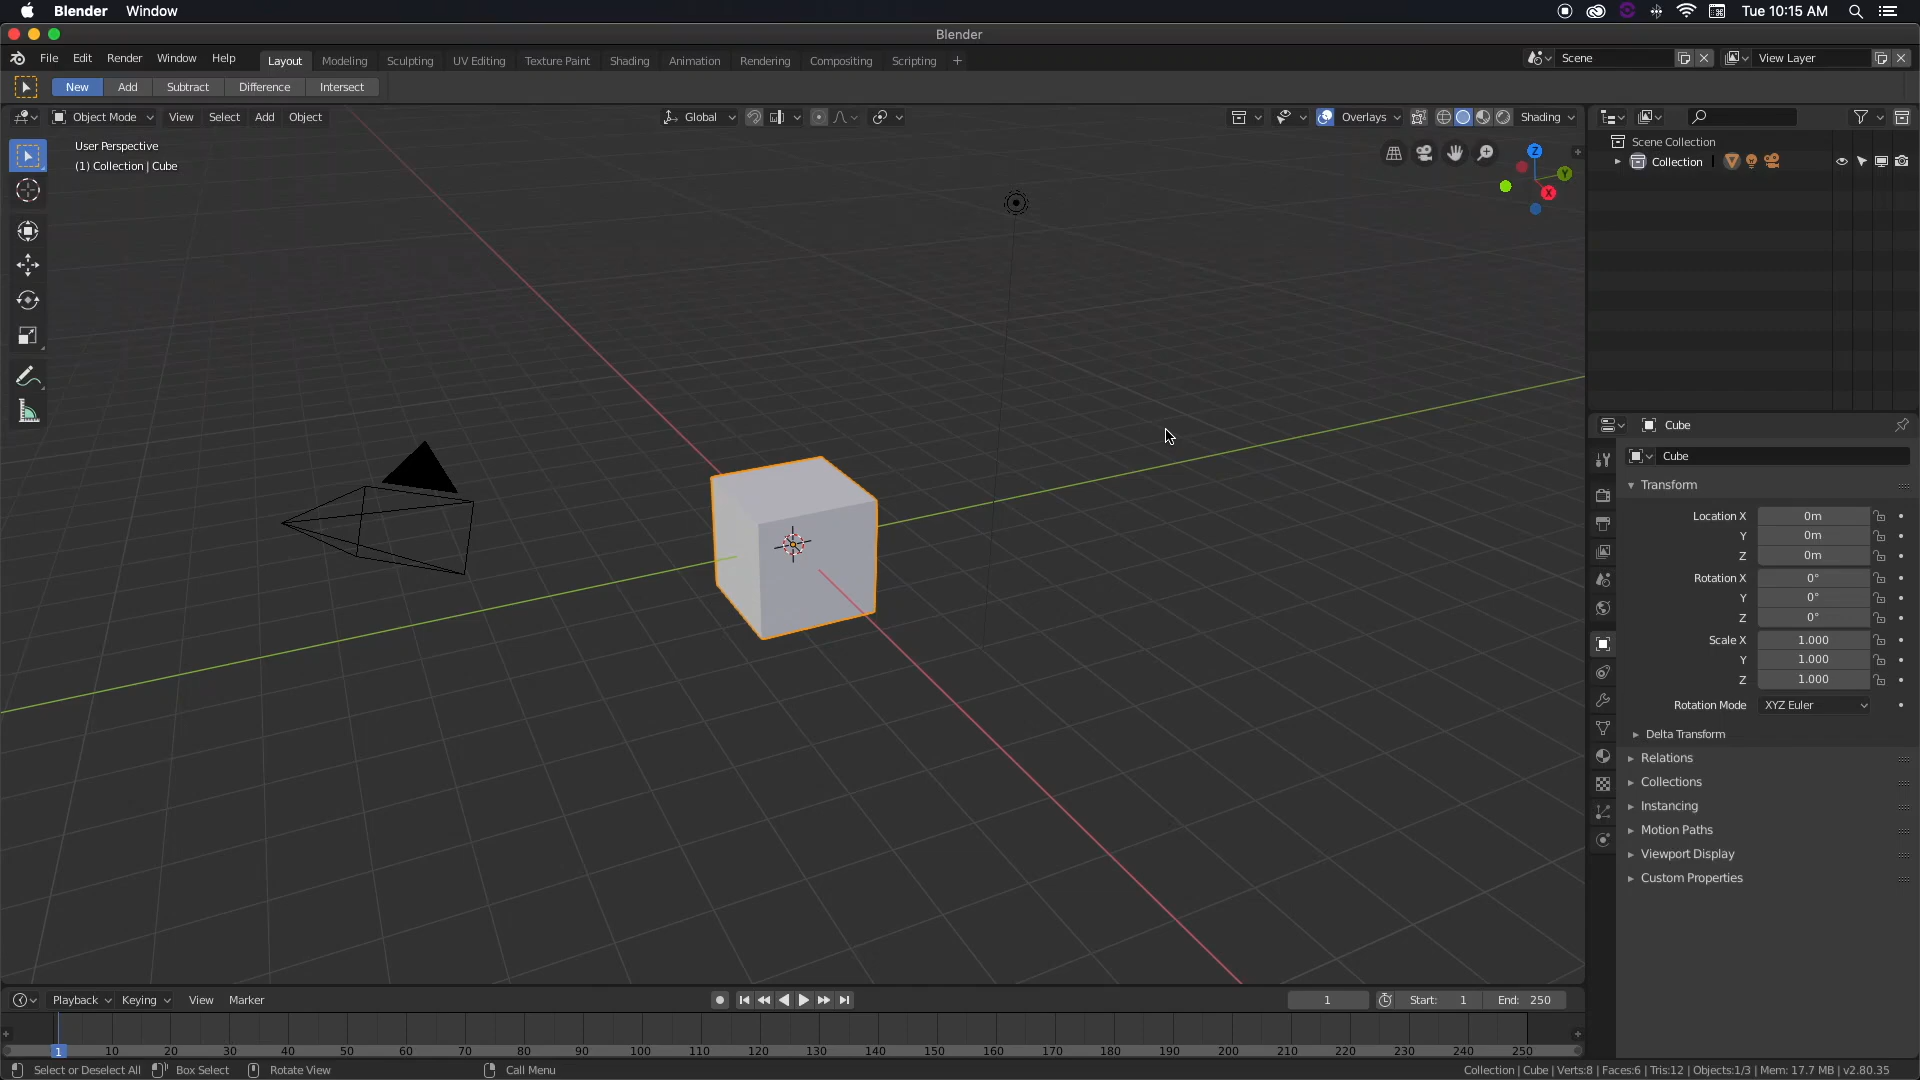 Blender Window Tue 10:15 AM
Blender
File Edit Render Window Help Layout Modeling Sculpting UV Editing Texture Paint Shading Animation Rendering Compositing Scripting + Scene View Layer
New Add Subtract Difference Intersect
Object Mode View Select Add Object Global Overlays Shading
User Perspective
(1) Collection | Cube
Z
Y
X
Scene Collection
Collection
Cube
Cube
Transform
Location X 0m
Y 0m
Z 0m
Rotation X 0°
Y 0°
Z 0°
Scale X 1.000
Y 1.000
Z 1.000
Rotation Mode XYZ Euler
Delta Transform
Relations
Collections
Instancing
Motion Paths
Viewport Display
Custom Properties
Playback Keying View Marker 1 Start: 1 End: 250
1 10 20 30 40 50 60 70 80 90 100 110 120 130 140 150 160 170 180 190 200 210 220 230 240 250
Select or Deselect All Box Select Rotate View Call Menu Collection | Cube | Verts:8 | Faces:6 | Tris:12 | Objects:1/3 | Mem: 17.7 MB | v2.80.35